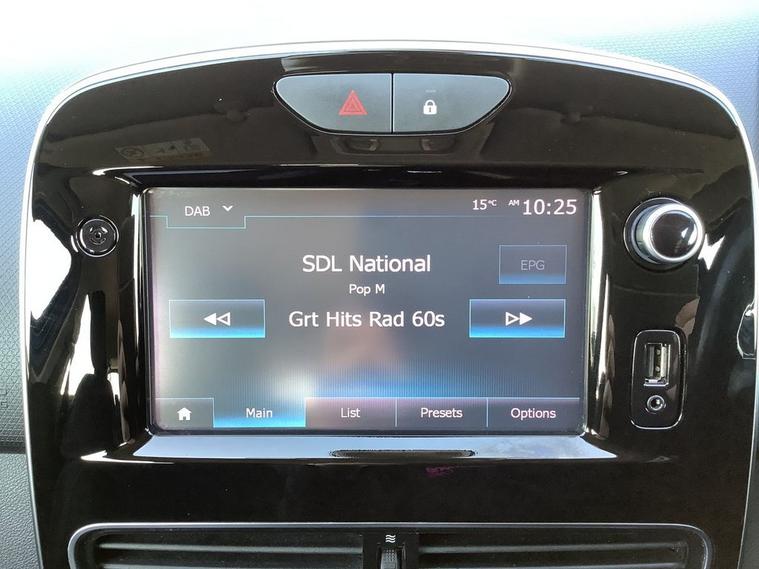 DAB
15°C AM 10:25
SDL National
EPG
Pop M
Grt Hits Rad 60s
Main List Presets Options